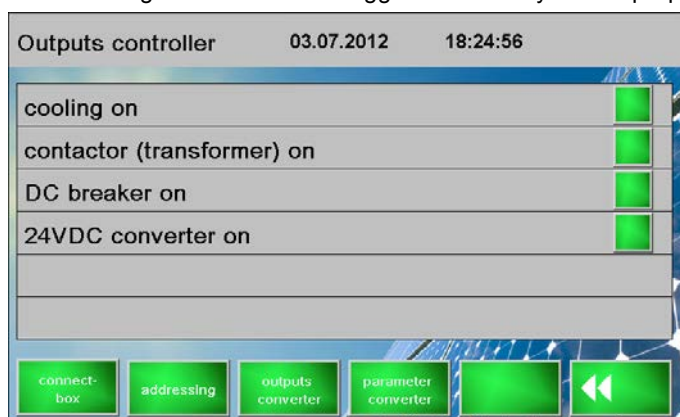 Outputs controller 03.07.2012 18:24:56
cooling on
contactor (transformer) on
DC breaker on
24VDC converter on
connect-
box
addressing
outputs
converter
parameter
converter